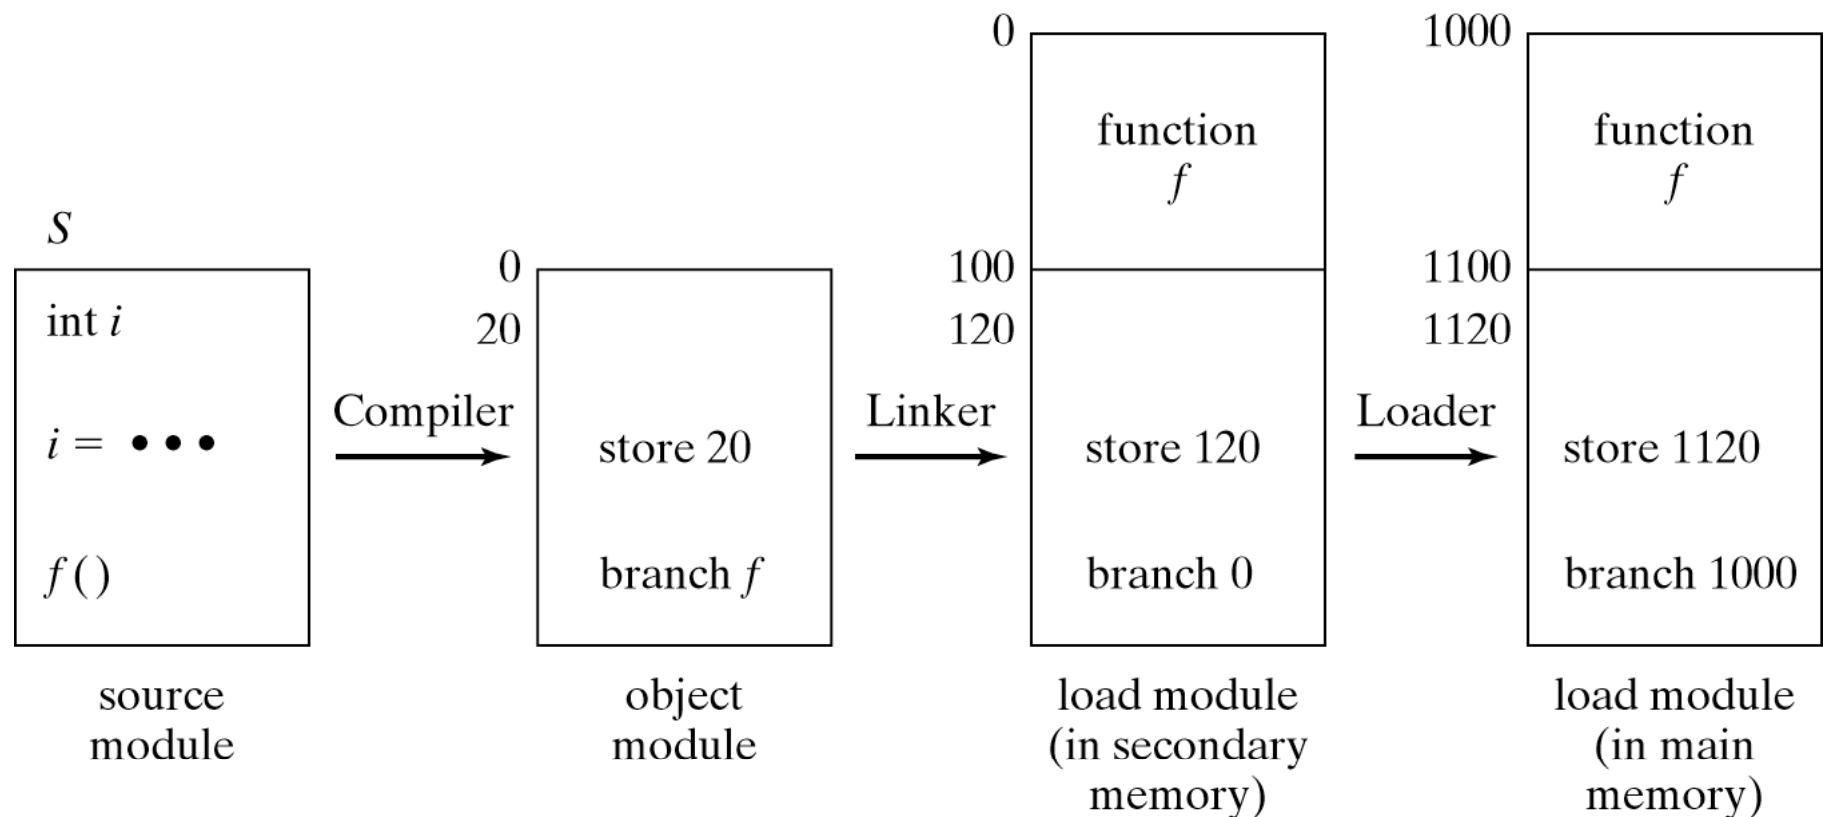 S
int i
i = •••
f()
source
module
Compiler
0
20
store 20
branch f
object
module
Linker
0
function
f
100
120
store 120
branch 0
load module
(in secondary
memory)
Loader
1000
function
f
1100
1120
store 1120
branch 1000
load module
(in main
memory)